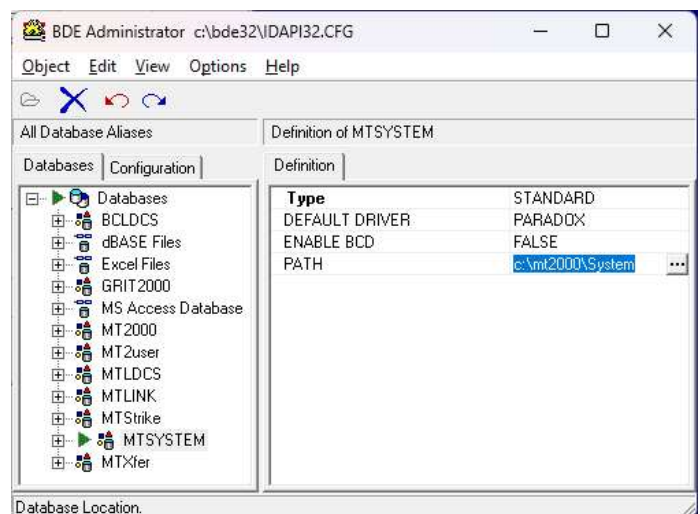 BDE Administrator c:\bde32\IDAPI32.CFG
Object Edit View Options Help
All Database Aliases
Definition of MTSYSTEM
Databases Configuration
Definition
Databases
BCLDCS
dBASE Files
Excel Files
GRIT2000
MS Access Database
MT2000
MT2user
MTLDCS
MTLINK
MTStrike
MTSYSTEM
MTXfer
Type STANDARD
DEFAULT DRIVER PARADOX
ENABLE BCD FALSE
PATH c:\mt2000\System ...
Database Location.